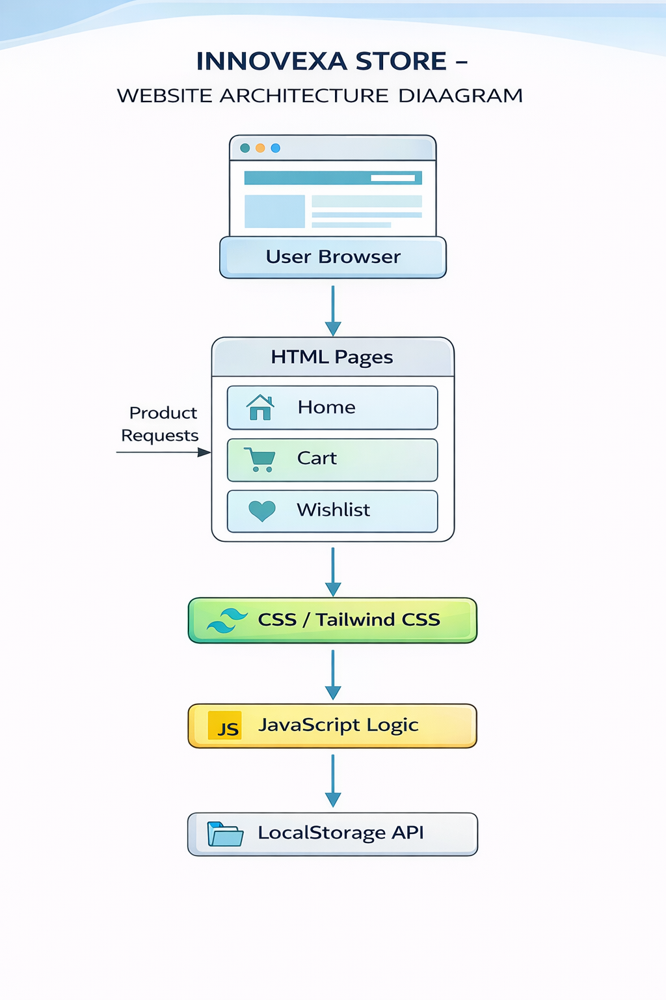 INNOVEXA STORE –
WEBSITE ARCHITECTURE DIAAGRAM
User Browser
HTML Pages
Home
Product
Requests
Cart
Wishlist
CSS / Tailwind CSS
JS JavaScript Logic
LocalStorage API